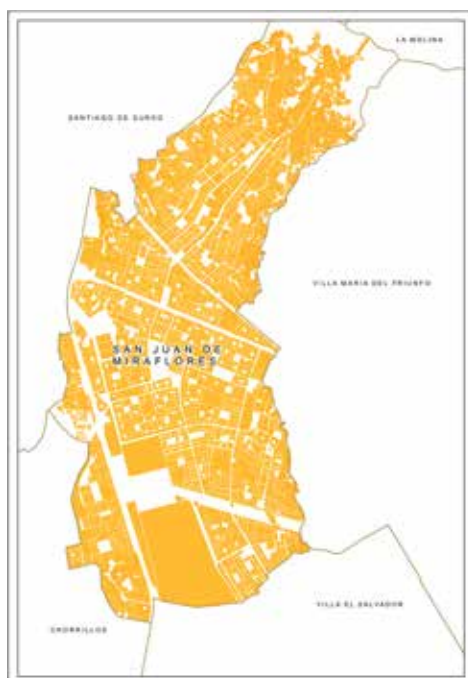 LA MOLINA
SANTIAGO DE SURCO
VILLA MARIA DEL TRIUNFO
SAN JUAN DE
MIRAFLORES
VILLA EL SALVADOR
CHORRILLOS